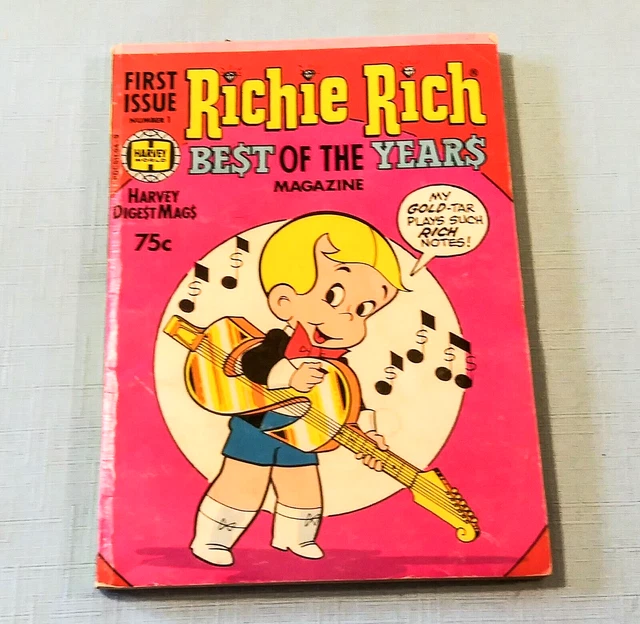 FIRST
ISSUE
NUMBER 1
Richie Rich®
BE$T OF THE YEAR$
MAGAZINE
HARVEY
WORLD
HARVEY
DIGE$T MAG$
75c
MY
GOLD-TAR
PLAYS SUCH
RICH
NOTES!